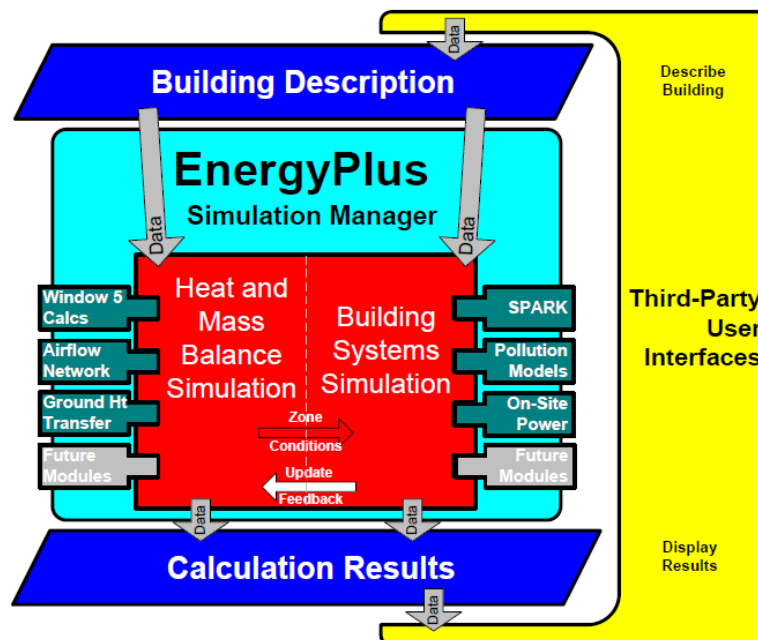 Data
Building Description
Describe
Building
EnergyPlus
Simulation Manager
Data
Data
Window 5
Calcs
Airflow
Network
Ground Ht
Transfer
Future
Modules
Heat and
Mass
Balance
Simulation
Building
Systems
Simulation
Zone
Conditions
Update
Feedback
SPARK
Pollution
Models
On-Site
Power
Future
Modules
Third-Party
User
Interfaces
Data
Data
Calculation Results
Display
Results
Data